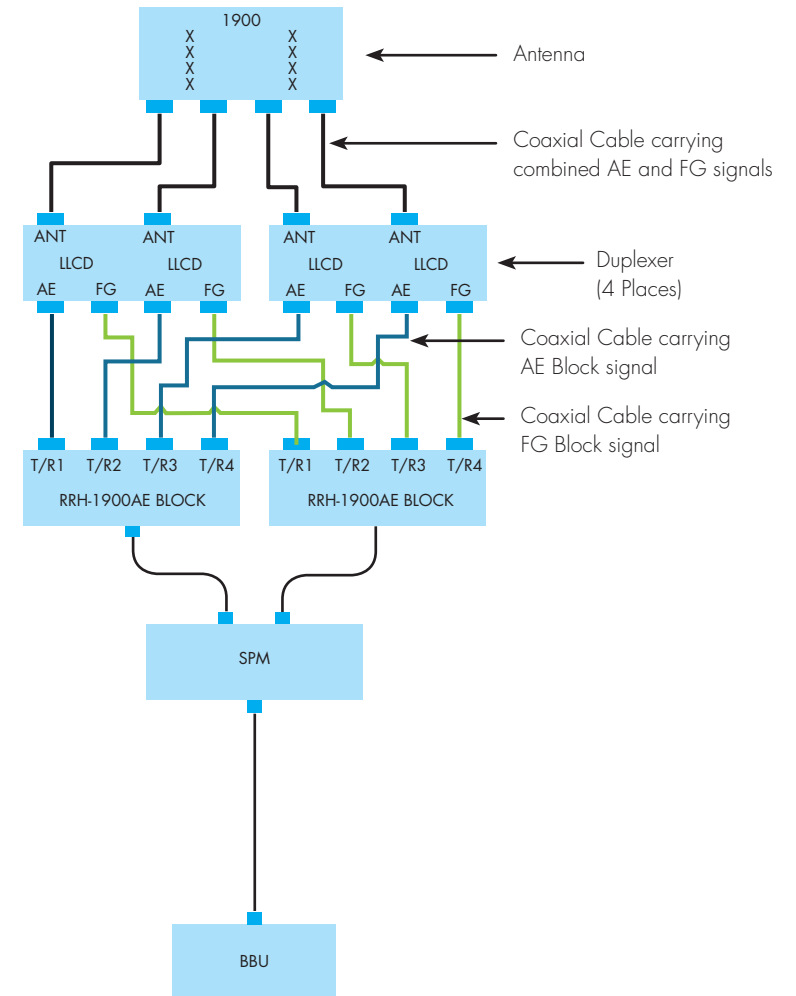 1900
X X
X X
X X
X X
Antenna
Coaxial Cable carrying
combined AE and FG signals
ANT ANT ANT ANT
LLCD LLCD LLCD LLCD
AE FG AE FG AE FG AE FG
Duplexer
(4 Places)
Coaxial Cable carrying
AE Block signal
Coaxial Cable carrying
FG Block signal
T/R1 T/R2 T/R3 T/R4 T/R1 T/R2 T/R3 T/R4
RRH-1900AE BLOCK RRH-1900AE BLOCK
SPM
BBU